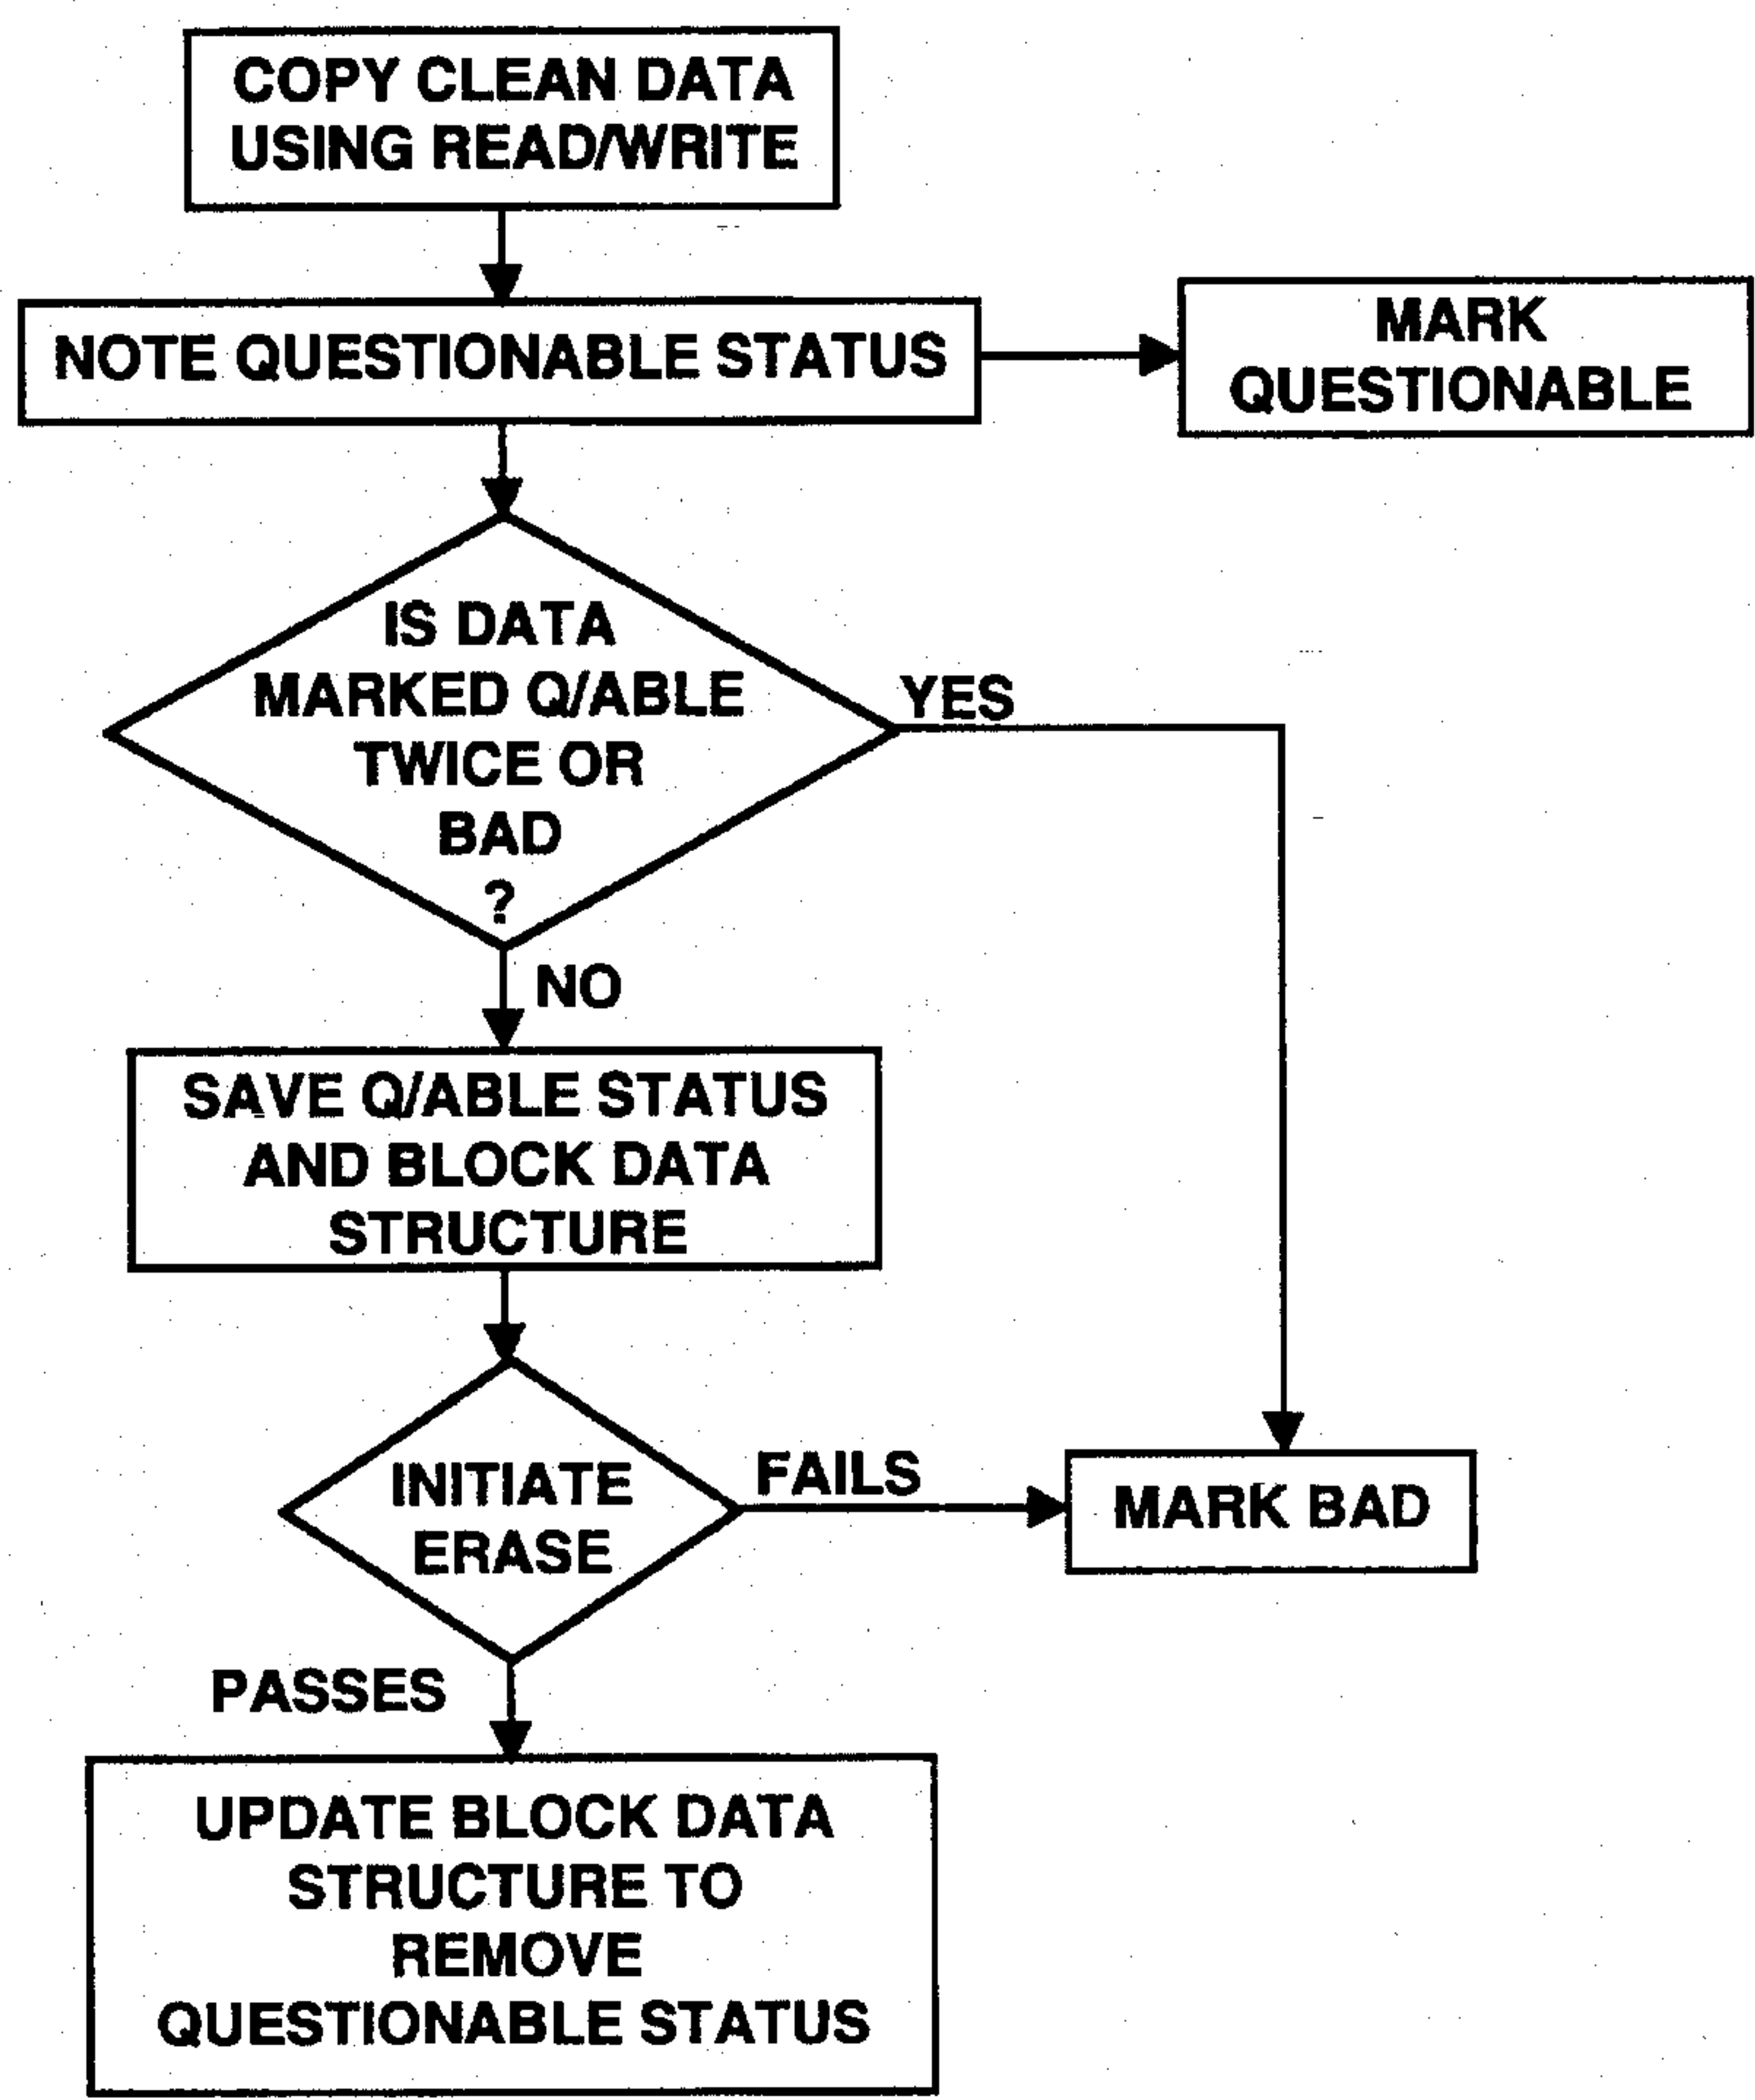 COPY CLEAN DATA
USING READ/WRITE
NOTE QUESTIONABLE STATUS
MARK
QUESTIONABLE
IS DATA
MARKED Q/ABLE
TWICE OR
BAD
?
YES
NO
SAVE Q/ABLE STATUS
AND BLOCK DATA
STRUCTURE
INITIATE
ERASE
FAILS
MARK BAD
PASSES
UPDATE BLOCK DATA
STRUCTURE TO
REMOVE
QUESTIONABLE STATUS